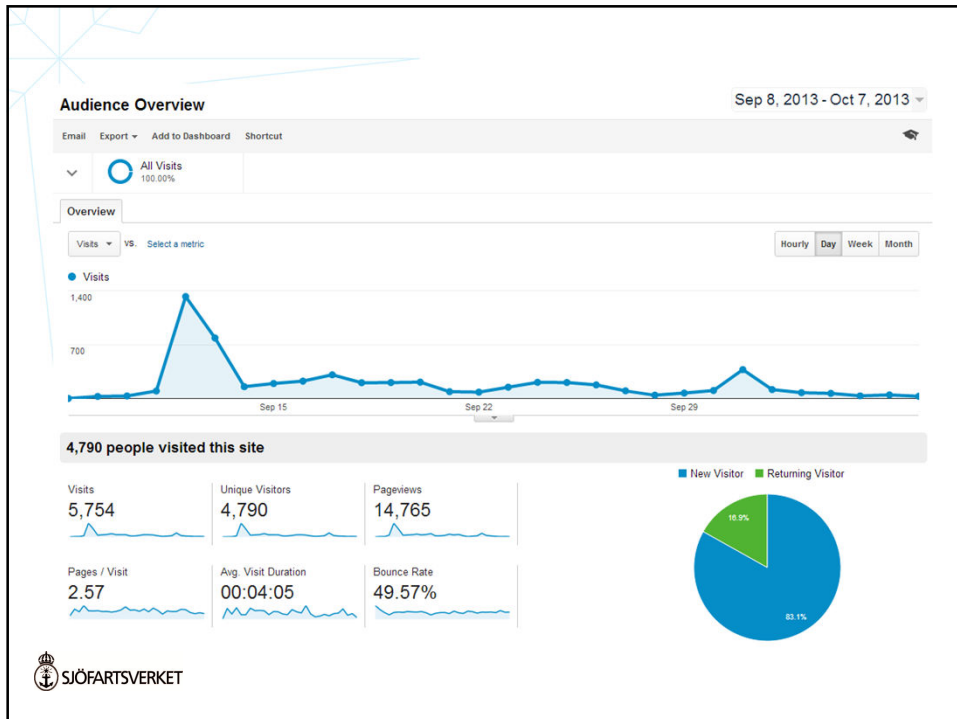 Audience Overview
Sep 8, 2013 - Oct 7, 2013
Email Export Add to Dashboard Shortcut
All Visits
100.00%
Overview
Visits VS. Select a metric
Hourly Day Week Month
Visits
1,400
700
Sep 15 Sep 22 Sep 29
4,790 people visited this site
Visits
5,754
Unique Visitors
4,790
Pageviews
14,765
Pages / Visit
2.57
Avg. Visit Duration
00:04:05
Bounce Rate
49.57%
New Visitor Returning Visitor
16.9%
83.1%
SJÖFARTSVERKET